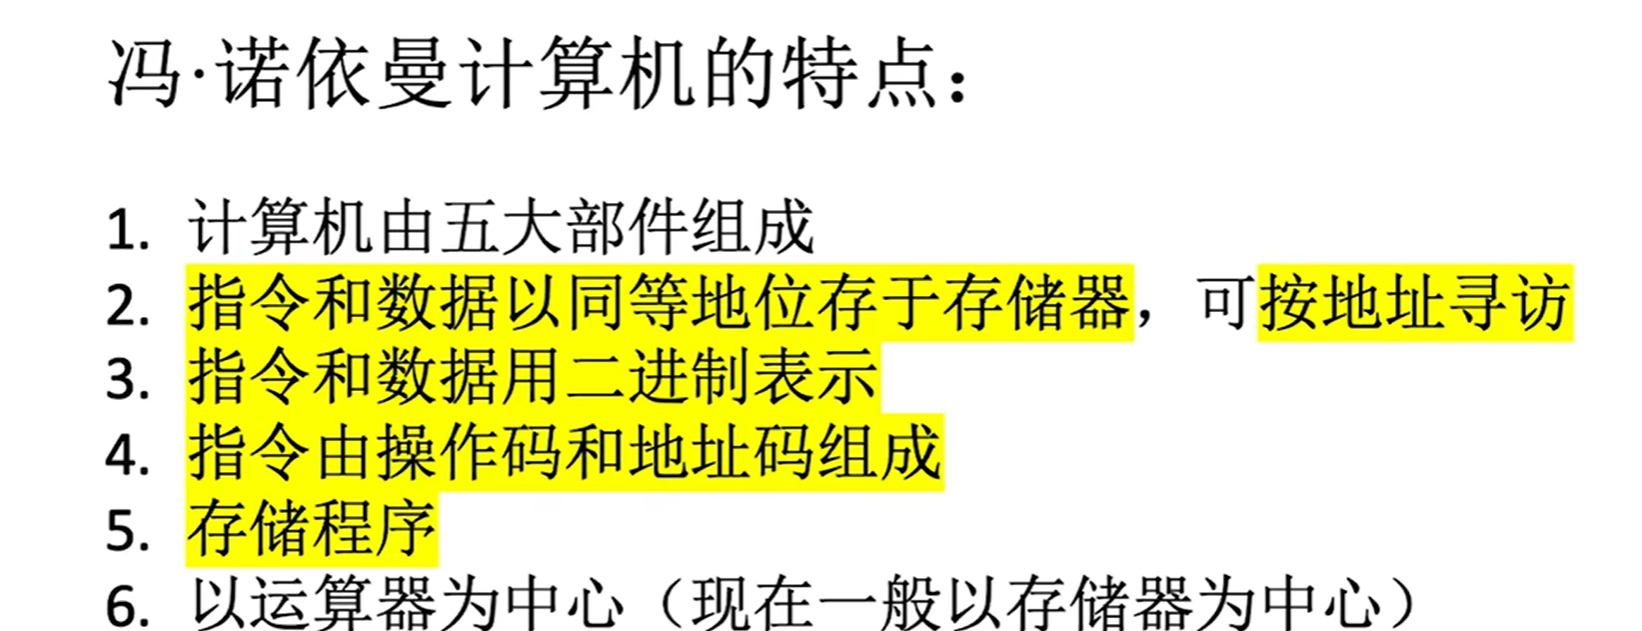 冯·诺依曼计算机的特点：
1. 计算机由五大部件组成
2. 指令和数据以同等地位存于存储器，可按地址寻访
3. 指令和数据用二进制表示
4. 指令由操作码和地址码组成
5. 存储程序
6. 以运算器为中心（现在一般以存储器为中心）